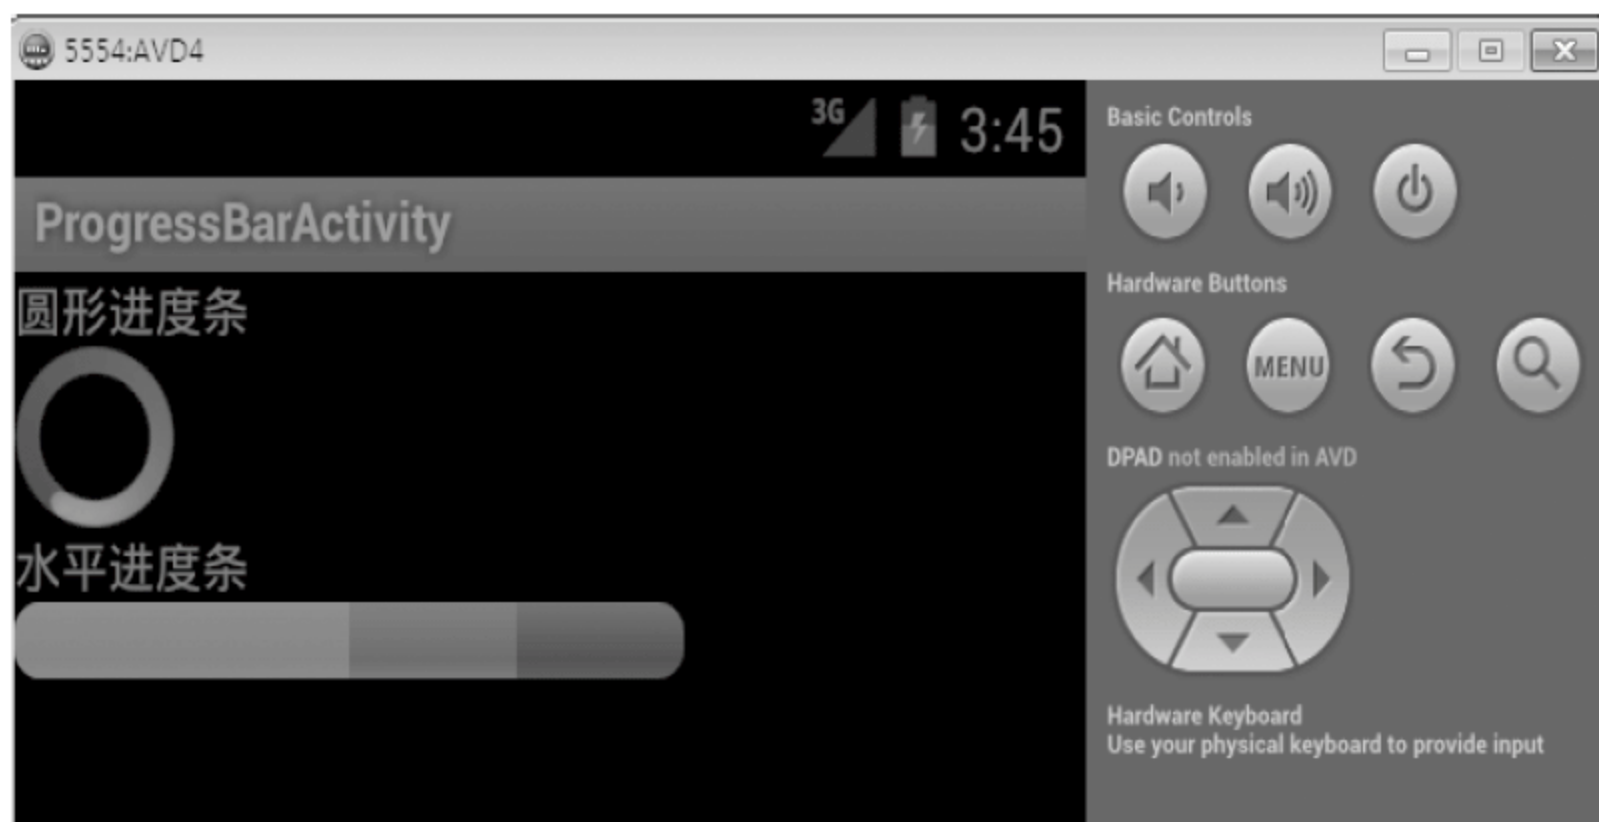 5554:AVD4
3G 3:45
ProgressBarActivity
圆形进度条
水平进度条
Basic Controls
Hardware Buttons
MENU
DPAD not enabled in AVD
Hardware Keyboard
Use your physical keyboard to provide input